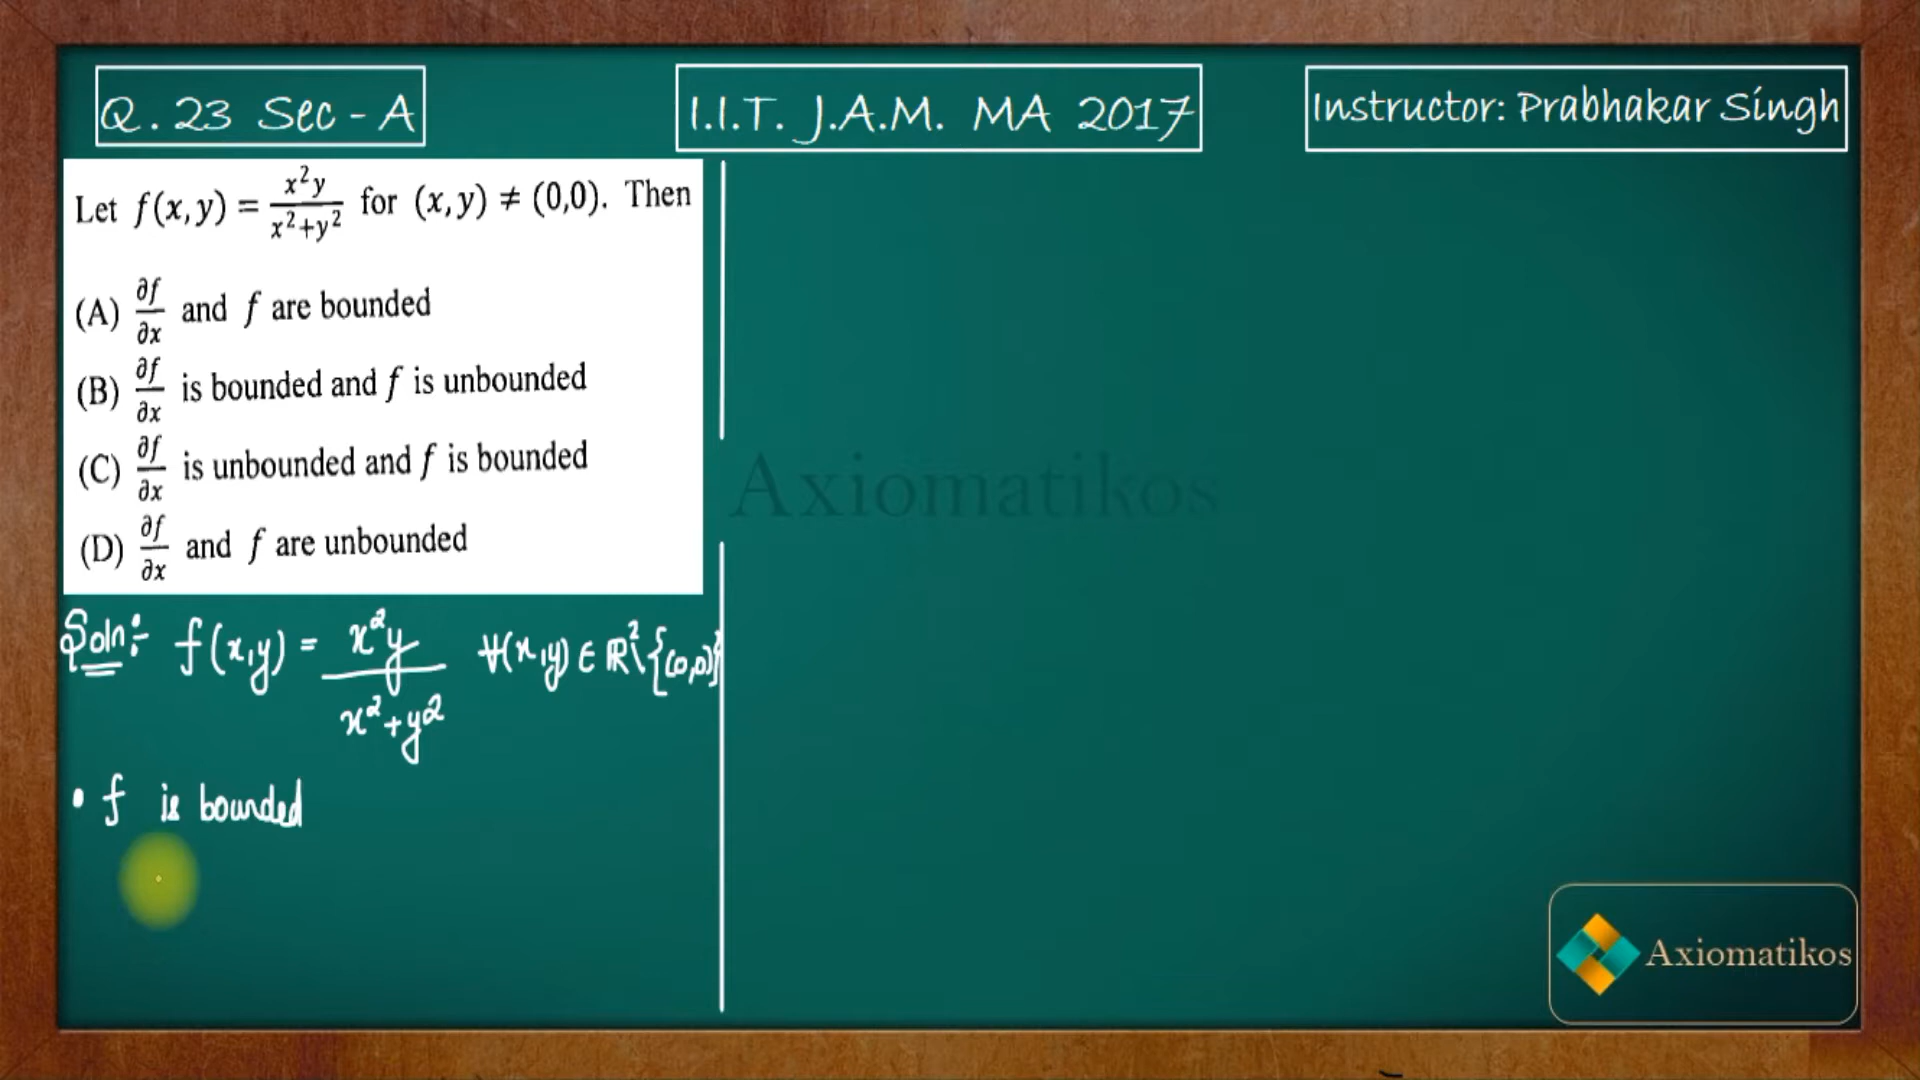 Q. 23 Sec - A
I.I.T. J.A.M. MA 2017
Instructor: Prabhakar Singh
Let f(x, y) = x²y / x²+y² for (x, y) ≠ (0,0). Then
(A) ∂f/∂x and f are bounded
(B) ∂f/∂x is bounded and f is unbounded
(C) ∂f/∂x is unbounded and f is bounded
(D) ∂f/∂x and f are unbounded
Soln:- f(x,y) = x²y / x²+y² ∀(x,y) ∈ ℝ²\{(0,0)}
• f is bounded
Axiomatikos
Axiomatikos